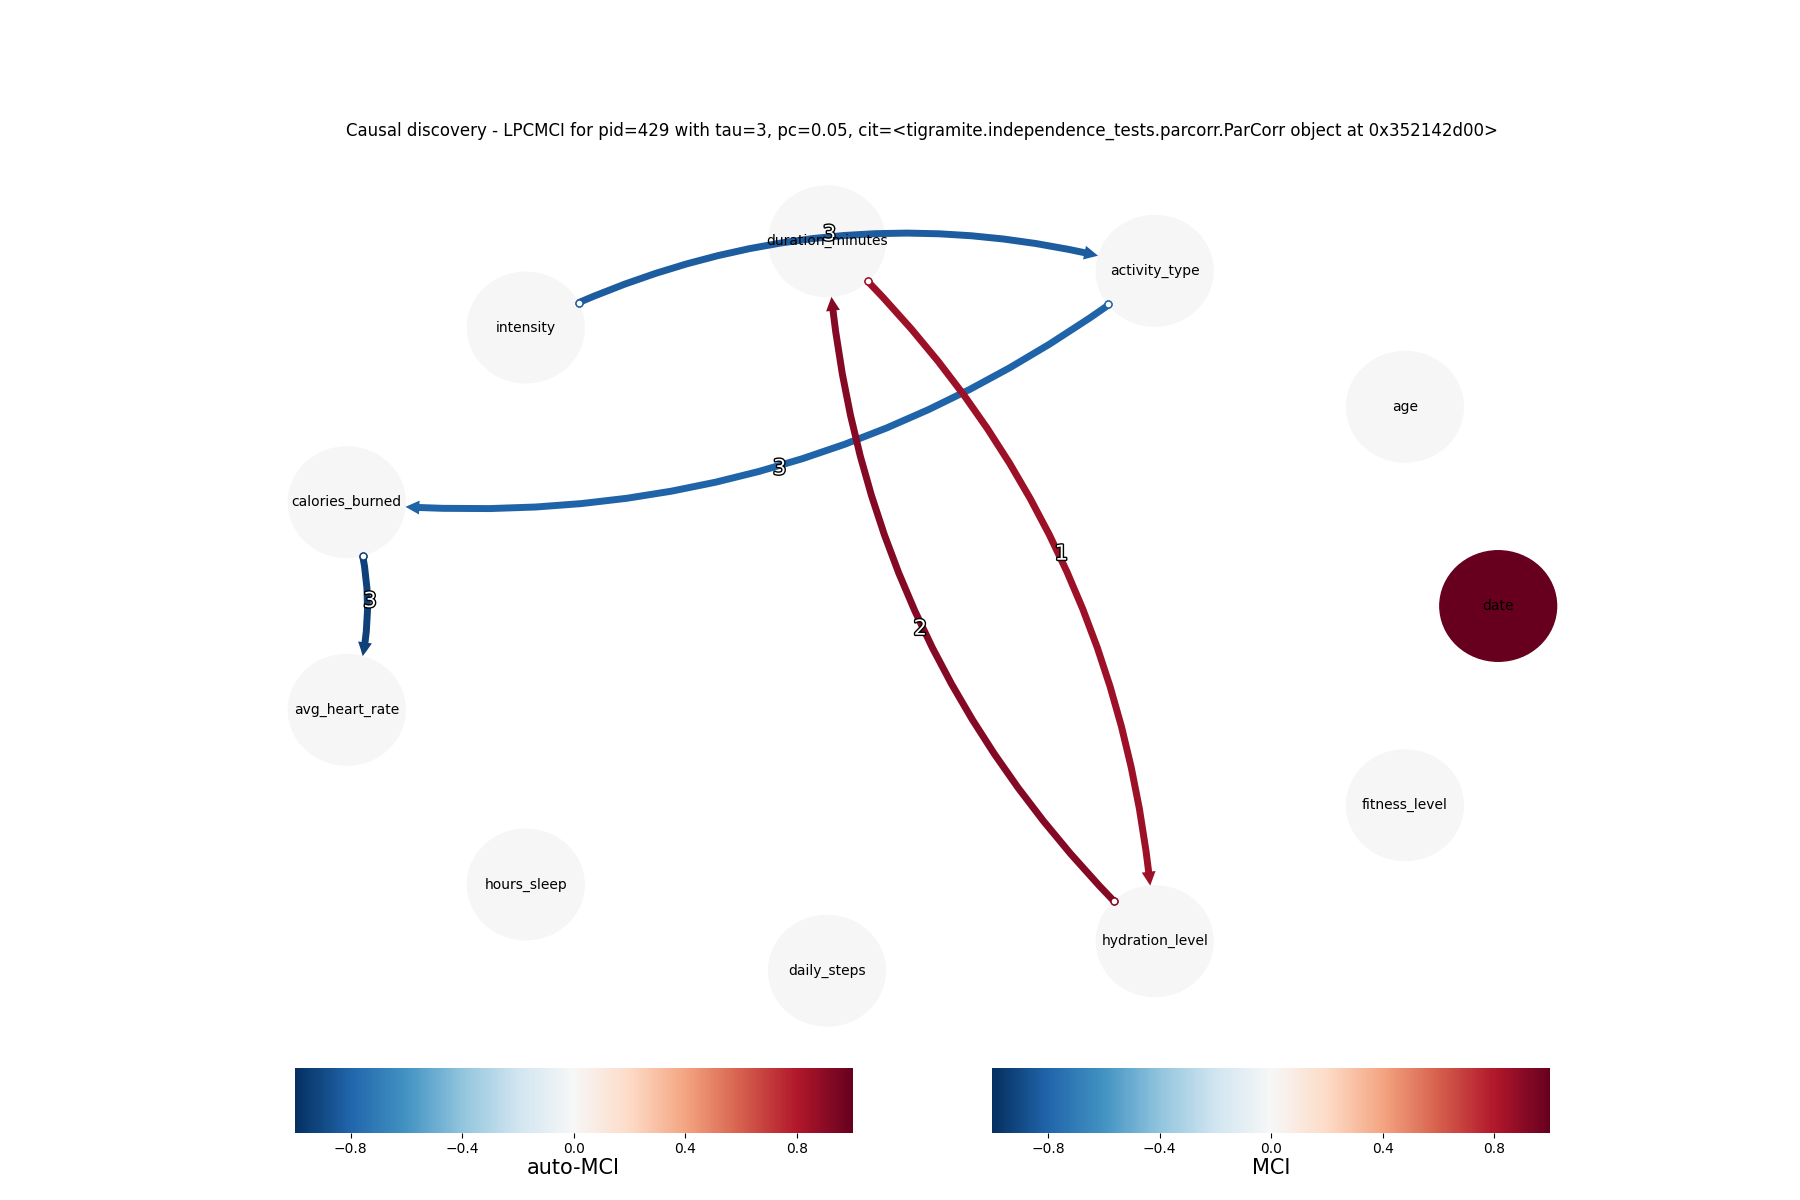 Causal discovery - LPCMCI for pid=429 with tau=3, pc=0.05, cit=<tigramite.independence_tests.parcorr.ParCorr object at 0x352142d00>
3
duration_minutes
activity_type
intensity
age
3
calories_burned
1
3
date
2
avg_heart_rate
fitness_level
hours_sleep
hydration_level
daily_steps
−0.8 −0.4 0.0 0.4 0.8
auto-MCI
−0.8 −0.4 0.0 0.4 0.8
MCI